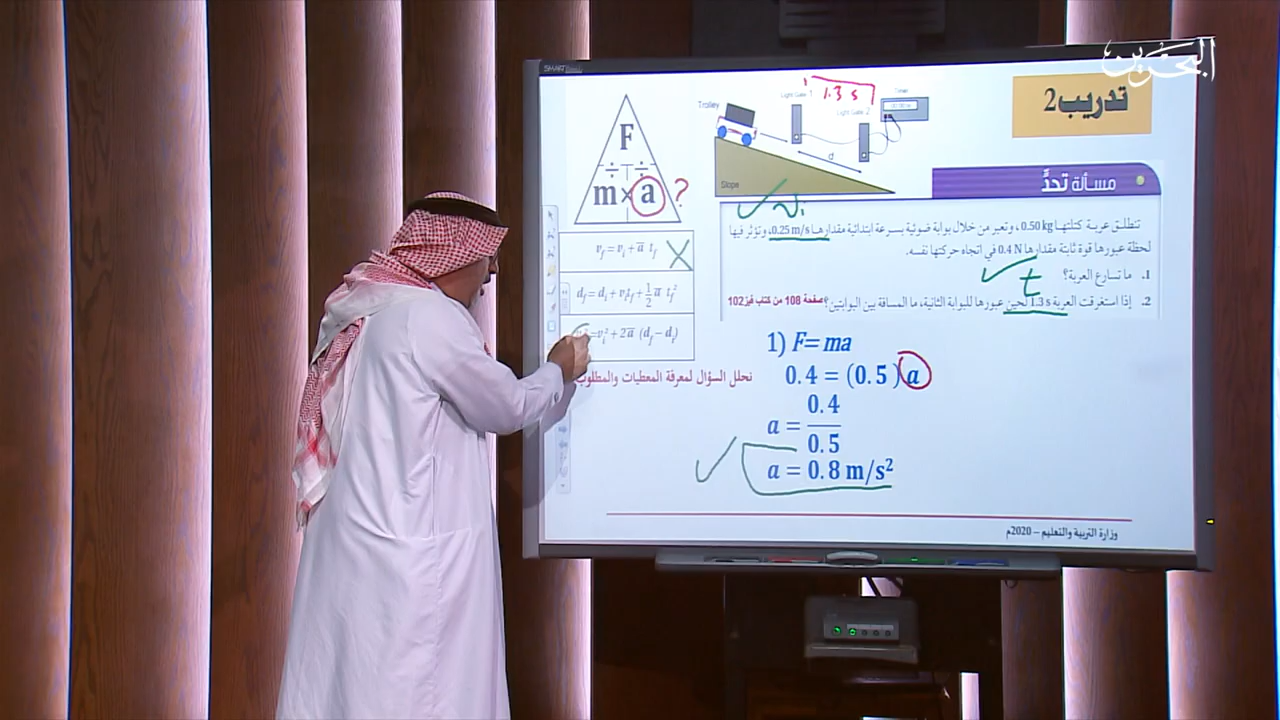 البحرين
SMART
تدريب2
Trolley
Light Gate 1
1.3 s
Light Gate 2
Timer
d
Slope
F
÷ ÷
m × a ?
مسألة تحدٍّ
تنطلق عربة كتلتها 0.50 kg، وتعبر من خلال بوابة ضوئية بسرعة ابتدائية مقدارها 0.25 m/s، وتؤثر فيها
لحظة عبورها قوة ثابتة مقدارها 0.4 N في اتجاه حركتها نفسه.
1. ما تسارع العربة؟
t
2. إذا استغرقت العربة 1.3 s لحين عبورها للبوابة الثانية، ما المسافة بين البوابتين؟ صفحة 108 من كتاب فيز102
vf = vi + a tf
df = di + vi tf + 1/2 a tf²
= vi² + 2a (df − di)
نحلل السؤال لمعرفة المعطيات والمطلوب
1) F= ma
0.4 = (0.5) a
a = 0.4/0.5
a = 0.8 m/s²
وزارة التربية والتعليم – 2020م